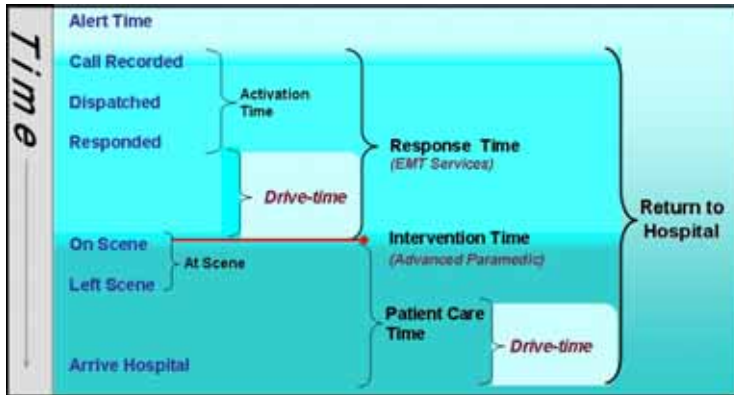 Time
Alert Time
Call Recorded
Dispatched
Responded
Activation
Time
Drive-time
Response Time
(EMT Services)
Return to
Hospital
On Scene
At Scene
Left Scene
Intervention Time
(Advanced Paramedic)
Patient Care
Time
Drive-time
Arrive Hospital